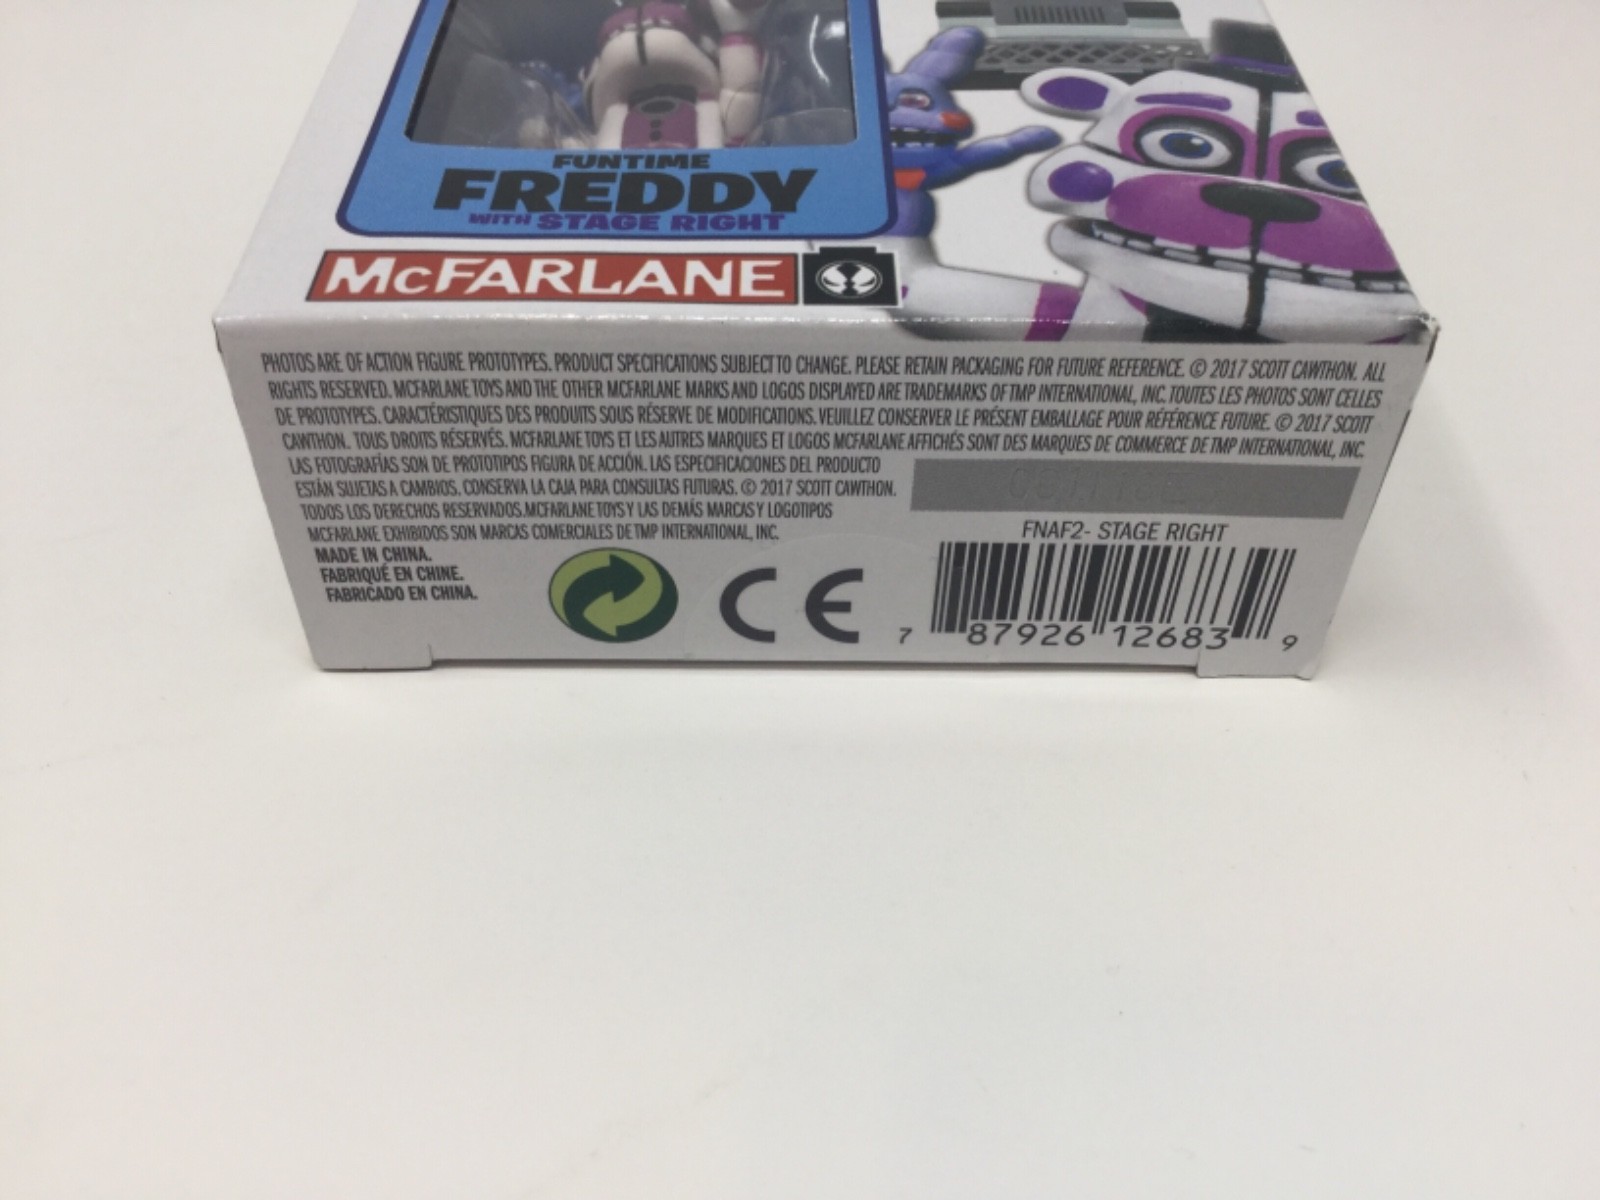 FUNTIME
FREDDY
WITH STAGE RIGHT
McFARLANE
PHOTOS ARE OF ACTION FIGURE PROTOTYPES. PRODUCT SPECIFICATIONS SUBJECT TO CHANGE. PLEASE RETAIN PACKAGING FOR FUTURE REFERENCE. © 2017 SCOTT CAWTHON. ALL
RIGHTS RESERVED. MCFARLANE TOYS AND THE OTHER MCFARLANE MARKS AND LOGOS DISPLAYED ARE TRADEMARKS OF TMP INTERNATIONAL, INC. TOUTES LES PHOTOS SONT CELLES
DE PROTOTYPES. CARACTÉRISTIQUES DES PRODUITS SOUS RÉSERVE DE MODIFICATIONS. VEUILLEZ CONSERVER LE PRÉSENT EMBALLAGE POUR RÉFÉRENCE FUTURE. © 2017 SCOTT
CAWTHON. TOUS DROITS RÉSERVÉS. MCFARLANE TOYS ET LES AUTRES MARQUES ET LOGOS MCFARLANE AFFICHÉS SONT DES MARQUES DE COMMERCE DE TMP INTERNATIONAL, INC.
LAS FOTOGRAFÍAS SON DE PROTOTIPOS FIGURA DE ACCIÓN. LAS ESPECIFICACIONES DEL PRODUCTO
ESTÁN SUJETAS A CAMBIOS. CONSERVA LA CAJA PARA CONSULTAS FUTURAS. © 2017 SCOTT CAWTHON.
TODOS LOS DERECHOS RESERVADOS. MCFARLANE TOYS Y LAS DEMÁS MARCAS Y LOGOTIPOS
MCFARLANE EXHIBIDOS SON MARCAS COMERCIALES DE TMP INTERNATIONAL, INC.
MADE IN CHINA.
FABRIQUÉ EN CHINE.
FABRICADO EN CHINA.
CE
FNAF2- STAGE RIGHT
7 87926 12683 9